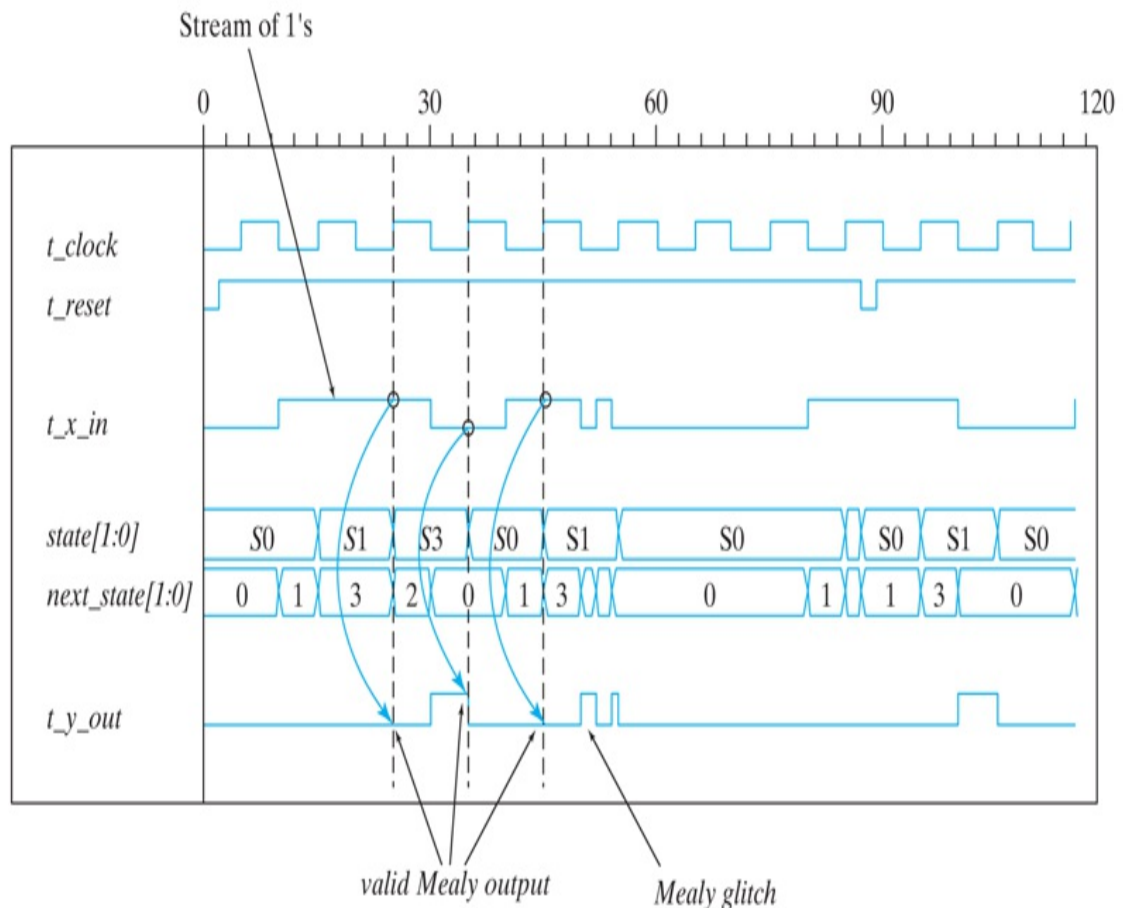 Stream of 1's
0 30 60 90 120
t_clock
t_reset
t_x_in
state[1:0] S0 S1 S3 S0 S1 S0 S0 S1 S0
next_state[1:0] 0 1 3 2 0 1 3 0 1 1 3 0
t_y_out
valid Mealy output
Mealy glitch